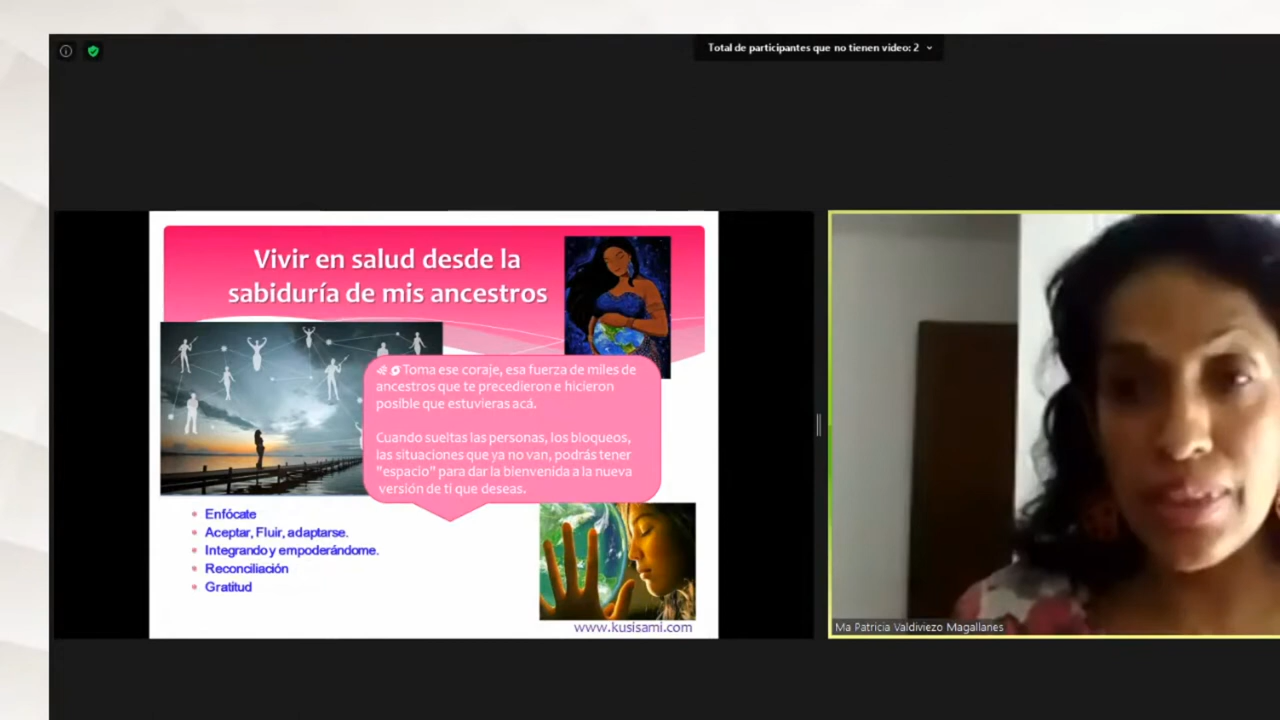 Total de participantes que no tienen video: 2
Vivir en salud desde la
sabiduría de mis ancestros
Toma ese coraje, esa fuerza de miles de
ancestros que te precedieron e hicieron
posible que estuvieras acá.
Cuando sueltas las personas, los bloqueos,
las situaciones que ya no van, podrás tener
"espacio" para dar la bienvenida a la nueva
versión de ti que deseas.
Enfócate
Aceptar, Fluir, adaptarse.
Integrando y empoderándome.
Reconciliación
Gratitud
www.kusisami.com
Ma Patricia Valdiviezo Magallanes